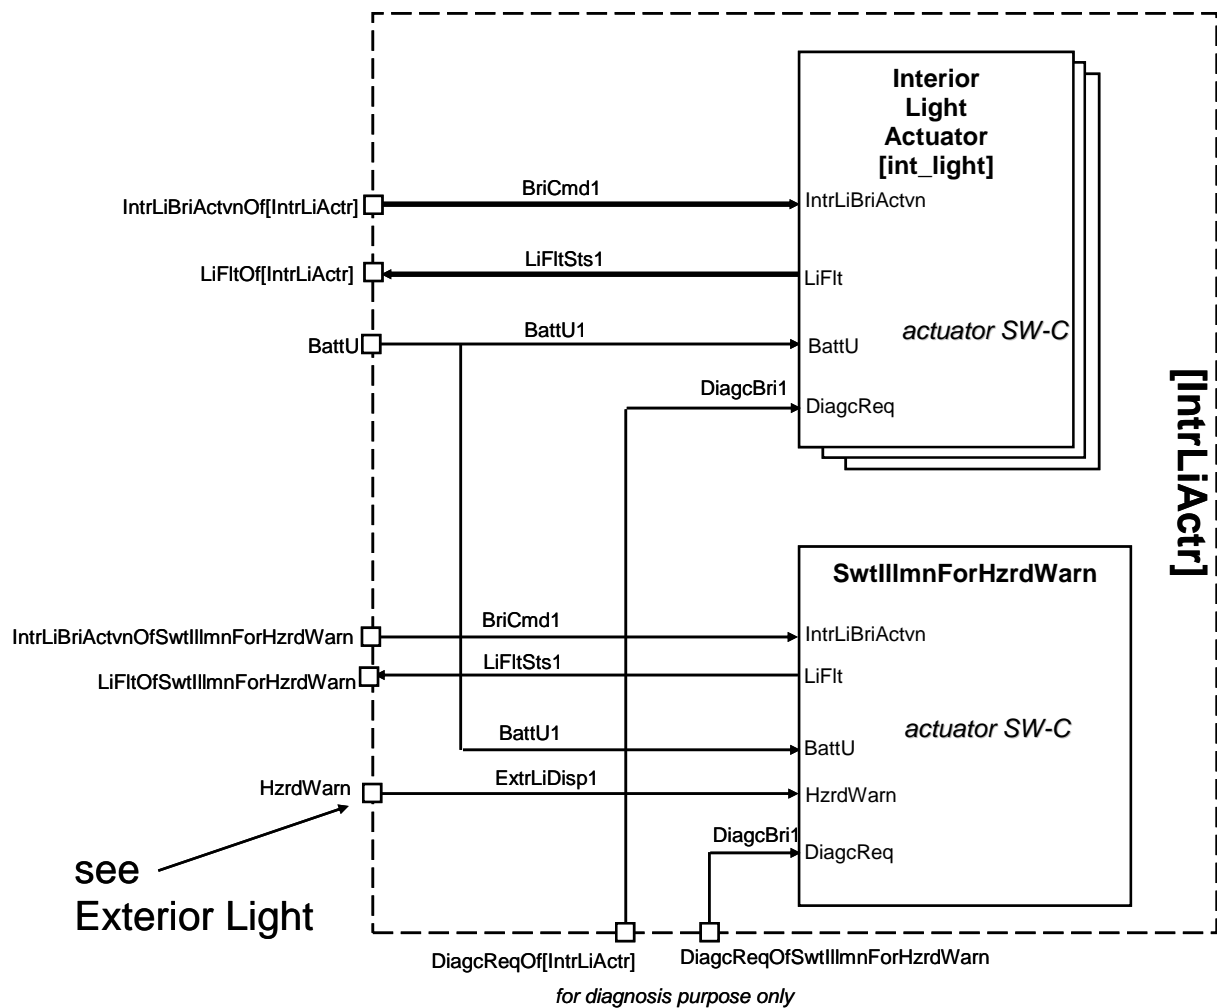 Interior
Light
Actuator
[int_light]
BriCmd1
IntrLiBriActvnOf[IntrLiActr]
IntrLiBriActvn
LiFltSts1
LiFltOf[IntrLiActr]
LiFlt
actuator SW-C
BattU1
BattU
BattU
DiagcBri1
DiagcReq
[IntrLiActr]
SwtIllmnForHzrdWarn
BriCmd1
IntrLiBriActvnOfSwtIllmnForHzrdWarn
IntrLiBriActvn
LiFltSts1
LiFltOfSwtIllmnForHzrdWarn
LiFlt
actuator SW-C
BattU1
BattU
ExtrLiDisp1
HzrdWarn
HzrdWarn
DiagcBri1
DiagcReq
see
Exterior Light
DiagcReqOf[IntrLiActr]
DiagcReqOfSwtIllmnForHzrdWarn
for diagnosis purpose only